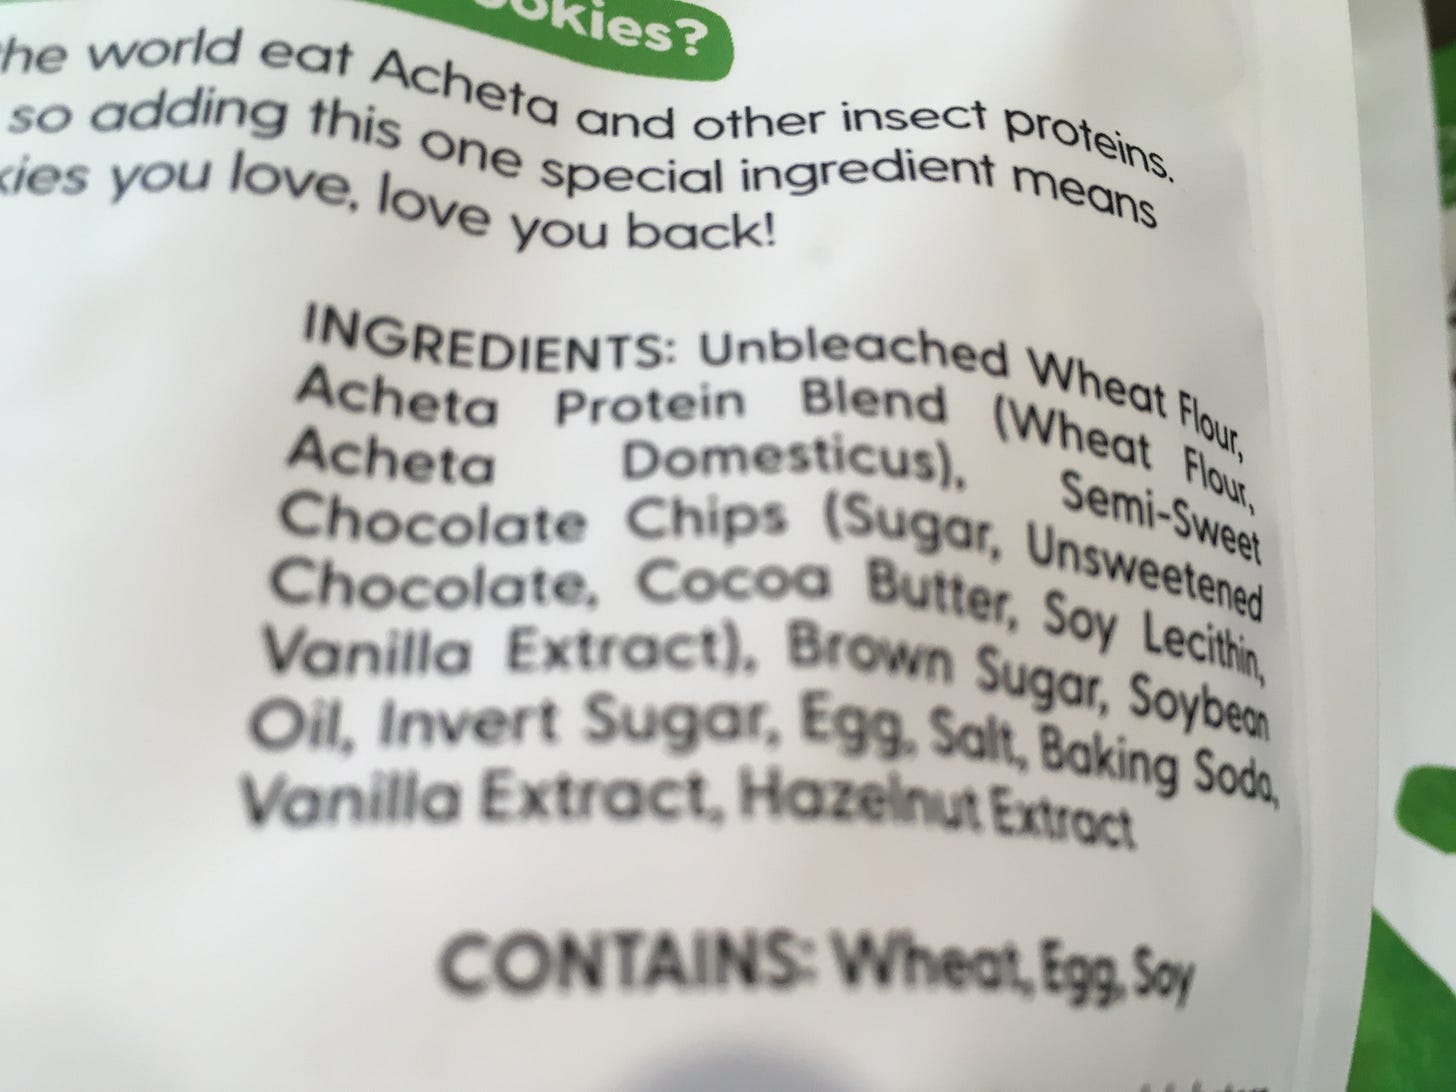 okies?
he world eat Acheta and other insect proteins.
so adding this one special ingredient means
kies you love, love you back!
INGREDIENTS: Unbleached Wheat Flour,
Acheta Protein Blend (Wheat Flour,
Acheta Domesticus), Semi-Sweet
Chocolate Chips (Sugar, Unsweetened
Chocolate, Cocoa Butter, Soy Lecithin,
Vanilla Extract), Brown Sugar, Soybean
Oil, Invert Sugar, Egg, Salt, Baking Soda,
Vanilla Extract, Hazelnut Extract
CONTAINS: Wheat, Egg, Soy